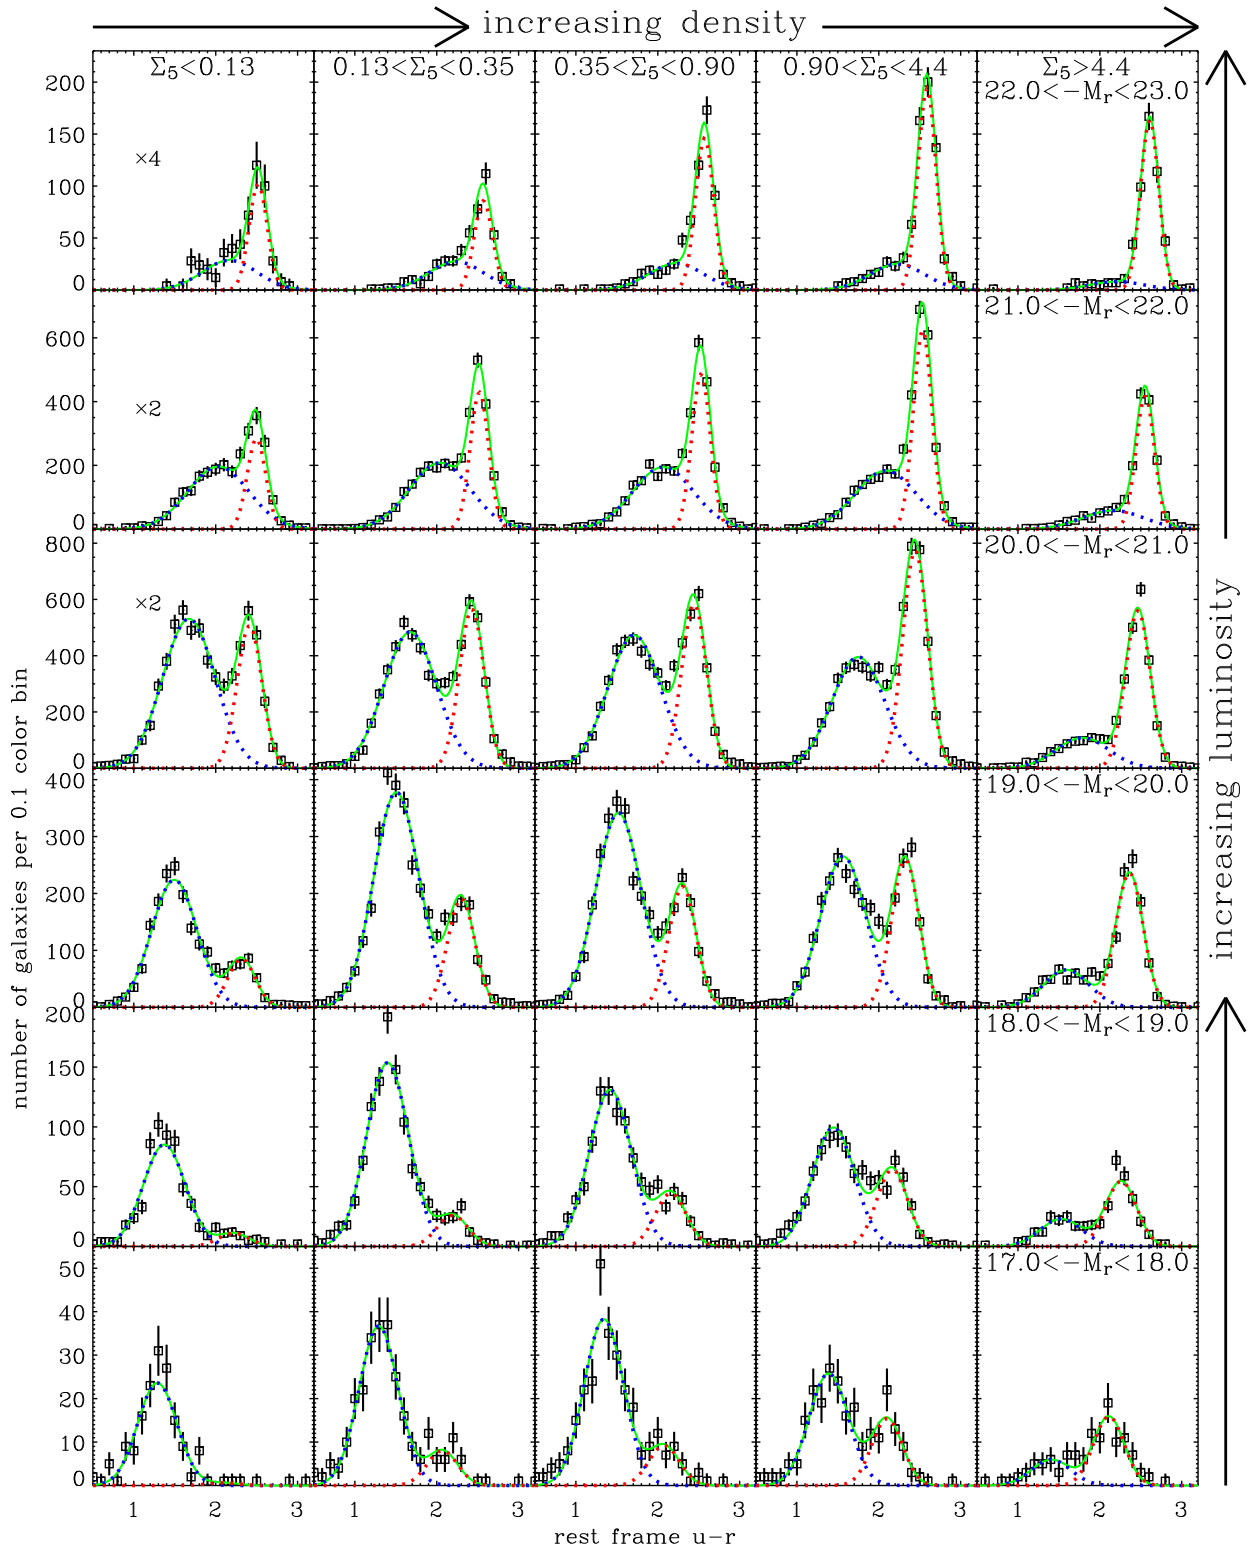 increasing density
Σ5<0.13 0.13<Σ5<0.35 0.35<Σ5<0.90 0.90<Σ5<4.4 Σ5>4.4
22.0<−Mr<23.0
200
150
×4
100
50
0
21.0<−Mr<22.0
600
400
×2
200
0
20.0<−Mr<21.0
800
600
×2
400
200
0
19.0<−Mr<20.0
400
300
200
100
0
18.0<−Mr<19.0
200
150
100
50
0
17.0<−Mr<18.0
50
40
30
20
10
0
1 2 3 1 2 3 1 2 3 1 2 3 1 2 3
rest frame u−r
number of galaxies per 0.1 color bin
increasing luminosity